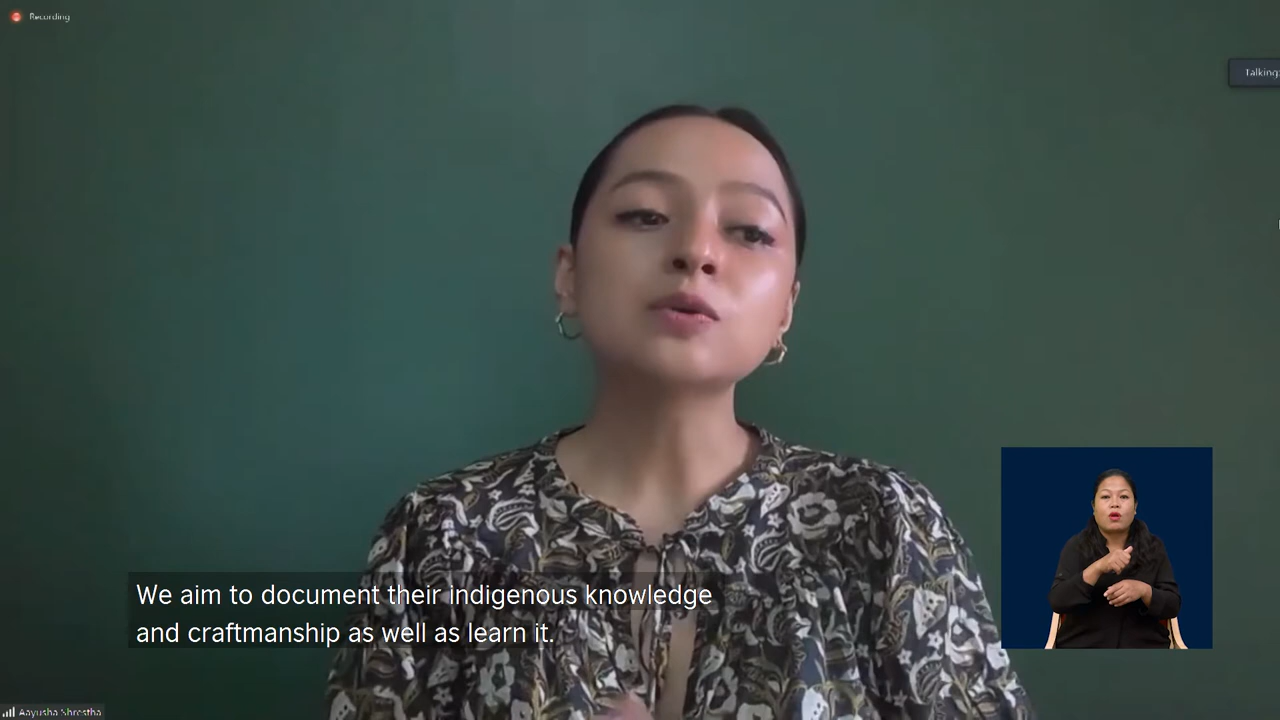 Recording
Talking:
We aim to document their indigenous knowledge
and craftmanship as well as learn it.
Aayusha Shrestha